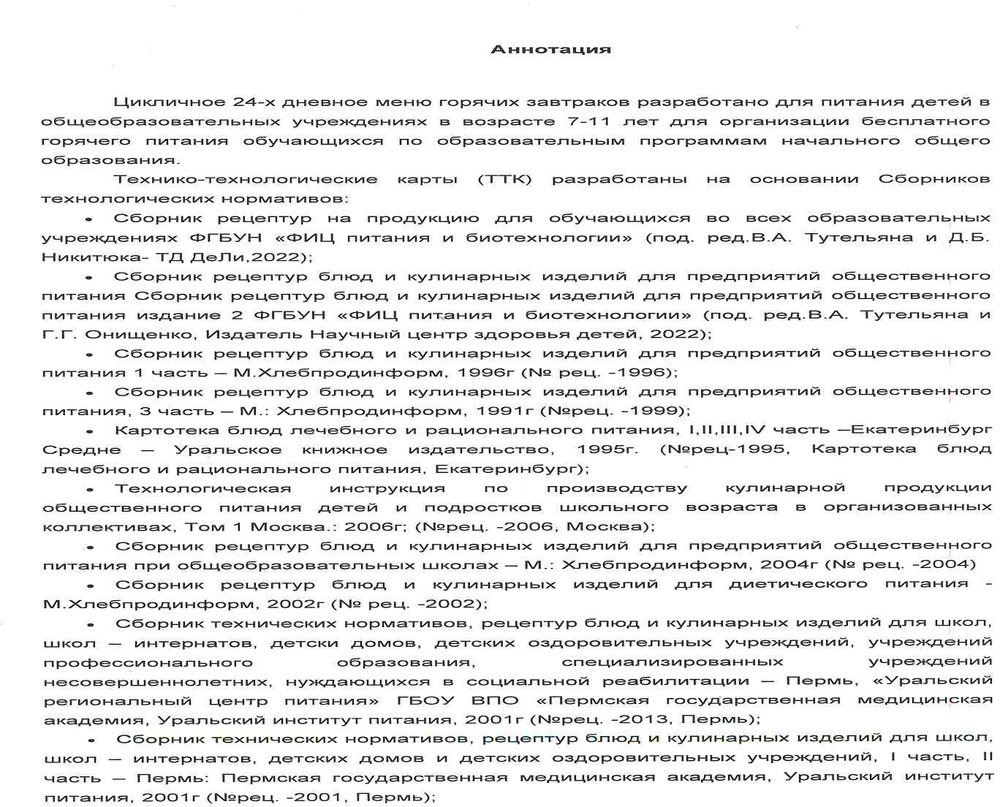 Аннотация
Цикличное 24-х дневное меню горячих завтраков разработано для питания детей в
общеобразовательных учреждениях в возрасте 7-11 лет для организации бесплатного
горячего питания обучающихся по образовательным программам начального общего
образования.
Технико-технологические карты (ТТК) разработаны на основании Сборников
технологических нормативов:
• Сборник рецептур на продукцию для обучающихся во всех образовательных
учреждениях ФГБУН «ФИЦ питания и биотехнологии» (под. ред.В.А. Тутельяна и Д.Б.
Никитюка- ТД ДеЛи,2022);
• Сборник рецептур блюд и кулинарных изделий для предприятий общественного
питания Сборник рецептур блюд и кулинарных изделий для предприятий общественного
питания издание 2 ФГБУН «ФИЦ питания и биотехнологии» (под. ред.В.А. Тутельяна и
Г.Г. Онищенко, Издатель Научный центр здоровья детей, 2022);
• Сборник рецептур блюд и кулинарных изделий для предприятий общественного
питания 1 часть – М.Хлебпродинформ, 1996г (№ рец. -1996);
• Сборник рецептур блюд и кулинарных изделий для предприятий общественного
питания, 3 часть – М.: Хлебпродинформ, 1991г (№рец. -1999);
• Картотека блюд лечебного и рационального питания, I,II,III,IV часть –Екатеринбург
Средне – Уральское книжное издательство, 1995г. (№рец-1995, Картотека блюд
лечебного и рационального питания, Екатеринбург);
• Технологическая инструкция по производству кулинарной продукции
общественного питания детей и подростков школьного возраста в организованных
коллективах, Том 1 Москва.: 2006г; (№рец. -2006, Москва);
• Сборник рецептур блюд и кулинарных изделий для предприятий общественного
питания при общеобразовательных школах – М.: Хлебпродинформ, 2004г (№ рец. -2004)
• Сборник рецептур блюд и кулинарных изделий для диетического питания -
М.Хлебпродинформ, 2002г (№ рец. -2002);
• Сборник технических нормативов, рецептур блюд и кулинарных изделий для школ,
школ – интернатов, детски домов, детских оздоровительных учреждений, учреждений
профессионального образования, специализированных учреждений
несовершеннолетних, нуждающихся в социальной реабилитации – Пермь, «Уральский
региональный центр питания» ГБОУ ВПО «Пермская государственная медицинская
академия, Уральский институт питания, 2001г (№рец. -2013, Пермь);
• Сборник технических нормативов, рецептур блюд и кулинарных изделий для школ,
школ – интернатов, детских домов и детских оздоровительных учреждений, I часть, II
часть – Пермь: Пермская государственная медицинская академия, Уральский институт
питания, 2001г (№рец. -2001, Пермь);